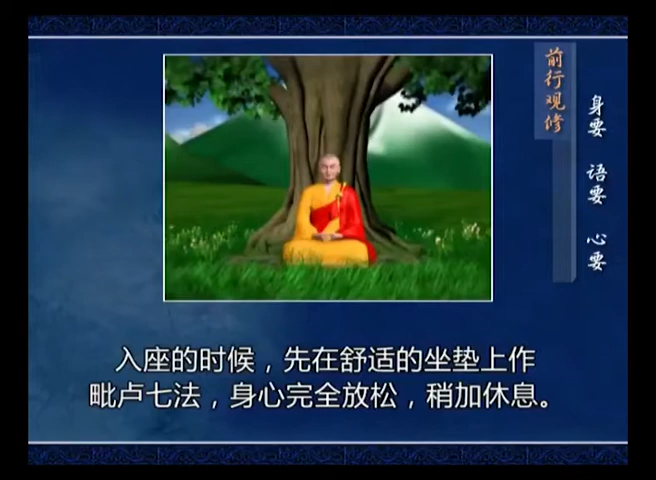 前行观修
身要 语要 心要
入座的时候，先在舒适的坐垫上作
毗卢七法，身心完全放松，稍加休息。